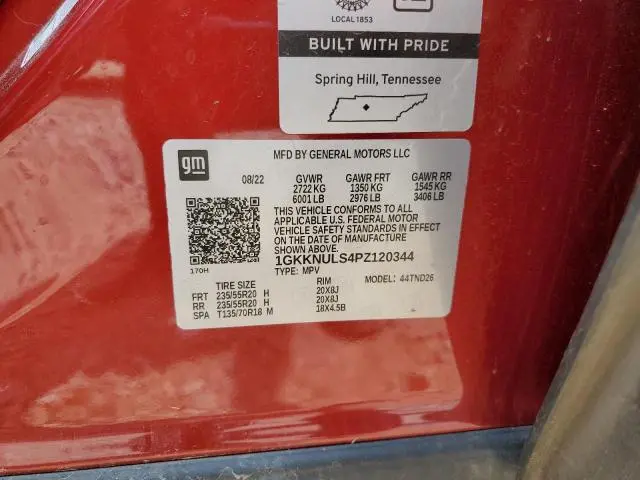 LOCAL 1853
BUILT WITH PRIDE
Spring Hill, Tennessee
gm
MFD BY GENERAL MOTORS LLC
08/22 GVWR GAWR FRT GAWR RR
2722 KG 1350 KG 1545 KG
6001 LB 2976 LB 3406 LB
THIS VEHICLE CONFORMS TO ALL
APPLICABLE U.S. FEDERAL MOTOR
VEHICLE SAFETY STANDARDS IN EFFECT
ON THE DATE OF MANUFACTURE
SHOWN ABOVE.
1GKKNULS4PZ120344
170H TYPE: MPV MODEL: 44TND26
TIRE SIZE RIM
FRT 235/55R20 H 20X8J
RR 235/55R20 H 20X8J
SPA T135/70R18 M 18X4.5B